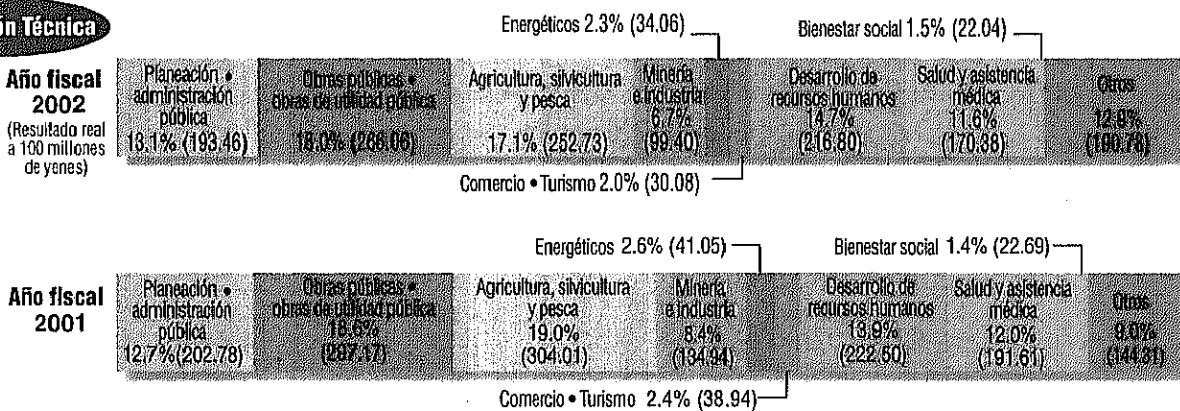 ón Técnica
Energéticos 2.3% (34.06)
Bienestar social 1.5% (22.04)
Año fiscal
2002
(Resultado real
a 100 millones
de yenes)
Planeación •
administración
pública
13.1% (193.46)
Obras públicas •
obras de utilidad pública
18.0% (266.06)
Agricultura, silvicultura
y pesca
17.1% (252.73)
Minería
e industria
6.7%
(99.40)
Desarrollo de
recursos humanos
14.7%
(216.80)
Salud y asistencia
médica
11.6%
(170.38)
Otros
12.9%
(190.78)
Comercio • Turismo 2.0% (30.08)
Energéticos 2.6% (41.05)
Bienestar social 1.4% (22.69)
Año fiscal
2001
Planeación •
administración
pública
12.7%(202.78)
Obras públicas •
obras de utilidad pública
18.6%
(297.17)
Agricultura, silvicultura
y pesca
19.0%
(304.01)
Minería
e industria
8.4%
(134.94)
Desarrollo de
recursos humanos
13.9%
(222.50)
Salud y asistencia
médica
12.0%
(191.61)
Otros
9.0%
(144.31)
Comercio • Turismo 2.4% (38.94)